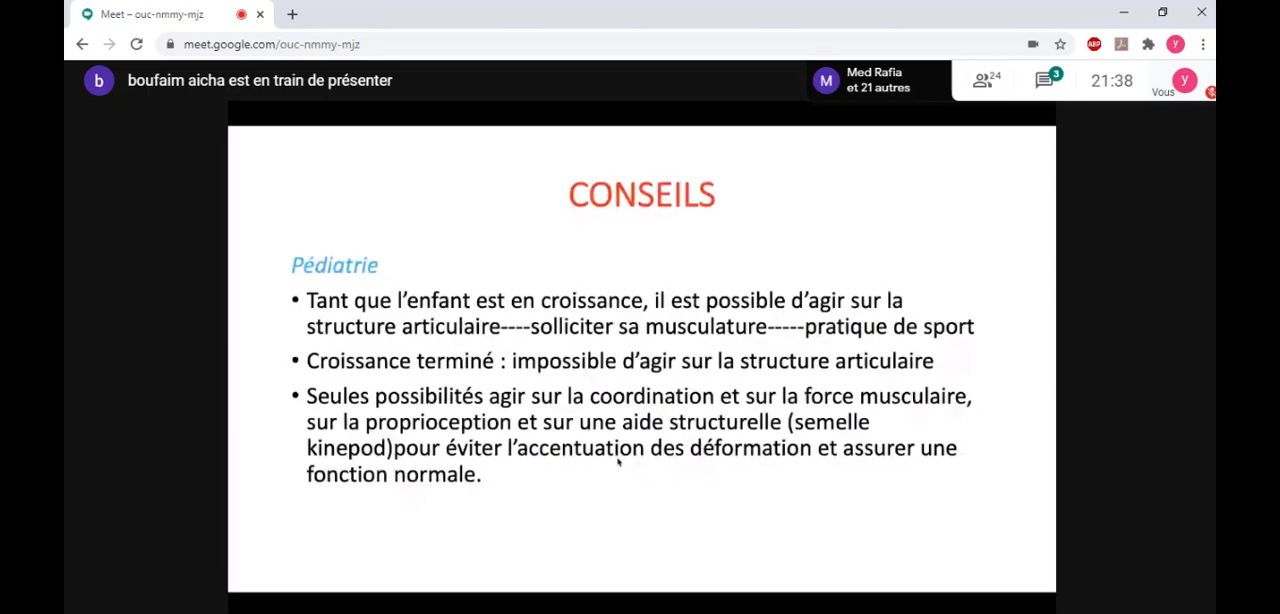 Meet – ouc-nmmy-mjz
meet.google.com/ouc-nmmy-mjz
ABP
y
b
boufaim aicha est en train de présenter
M
Med Rafia
et 21 autres
24
3
21:38
Vous
y
CONSEILS
Pédiatrie
• Tant que l’enfant est en croissance, il est possible d’agir sur la
structure articulaire----solliciter sa musculature-----pratique de sport
• Croissance terminé : impossible d’agir sur la structure articulaire
• Seules possibilités agir sur la coordination et sur la force musculaire,
sur la proprioception et sur une aide structurelle (semelle
kinepod)pour éviter l’accentuation des déformation et assurer une
fonction normale.